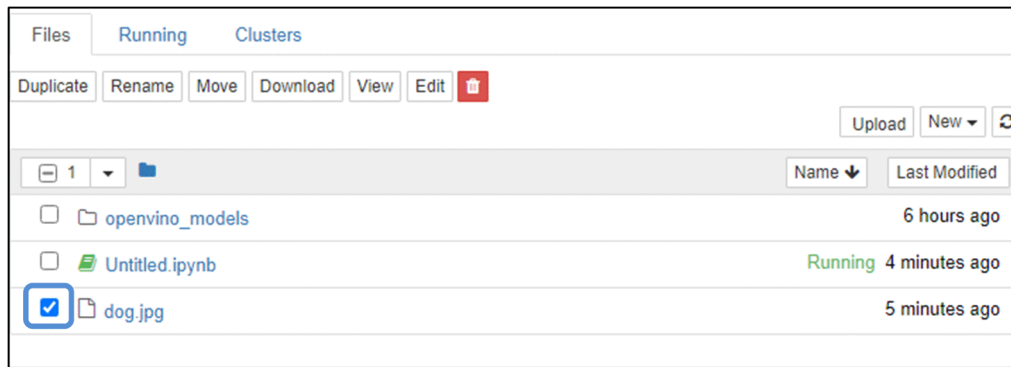 Files Running Clusters
Duplicate Rename Move Download View Edit
Upload New
1 Name Last Modified
openvino_models 6 hours ago
Untitled.ipynb Running 4 minutes ago
dog.jpg 5 minutes ago